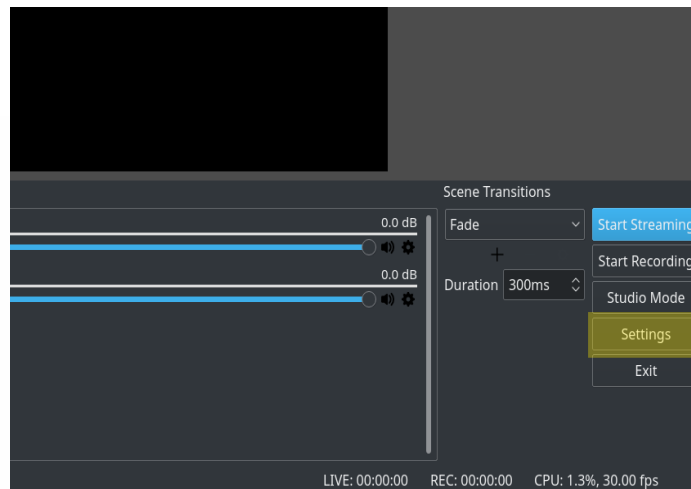 Scene Transitions
0.0 dB
Fade
Start Streaming
Start Recording
0.0 dB
Duration 300ms
Studio Mode
Settings
Exit
LIVE: 00:00:00 REC: 00:00:00 CPU: 1.3%, 30.00 fps